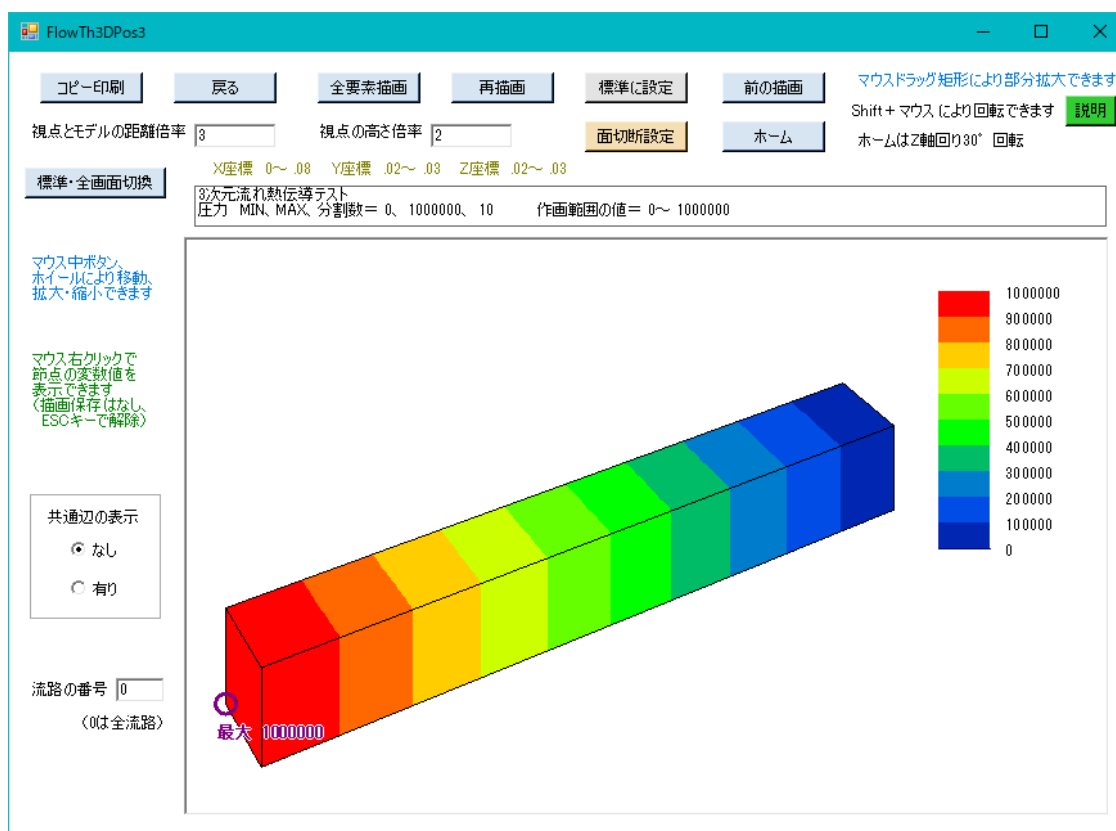 FlowTh3DPos3
コピー印刷
戻る
全要素描画
再描画
標準に設定
前の描画
マウスドラッグ矩形により部分拡大できます
Shift+マウス により回転できます
説明
視点とモデルの距離倍率 3
視点の高さ倍率 2
面切断設定
ホーム
ホームはZ軸回り30° 回転
標準・全画面切換
X座標 0~ .08 Y座標 .02~ .03 Z座標 .02~ .03
3次元流れ熱伝導テスト
圧力 MIN、MAX、分割数= 0、1000000、10 作画範囲の値= 0~ 1000000
マウス中ボタン、
ホイールにより移動、
拡大・縮小できます
マウス右クリックで
節点の変数値を
表示できます
(描画保存はなし、
ESCキーで解除)
共通辺の表示
なし
有り
流路の番号 0
(0は全流路)
最大 1000000
1000000
900000
800000
700000
600000
500000
400000
300000
200000
100000
0